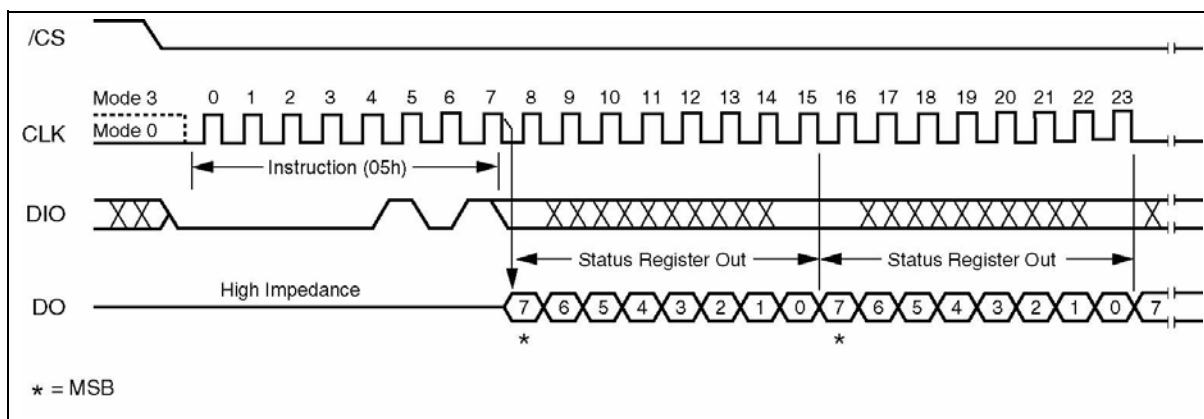 /CS
Mode 3 0 1 2 3 4 5 6 7 8 9 10 11 12 13 14 15 16 17 18 19 20 21 22 23
CLK Mode 0
Instruction (05h)
DIO
Status Register Out Status Register Out
High Impedance
DO 7 6 5 4 3 2 1 0 7 6 5 4 3 2 1 0 7
* *
* = MSB